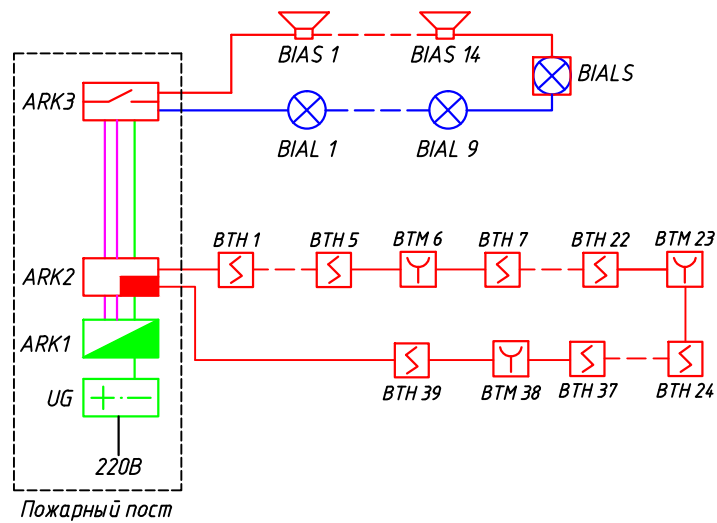 BIAS 1
BIAS 14
BIALS
ARK3
BIAL 1
BIAL 9
BTH 1
BTH 5
BTM 6
BTH 7
BTH 22
BTM 23
ARK2
ARK1
BTH 39
BTM 38
BTH 37
BTH 24
UG
220В
Пожарный пост